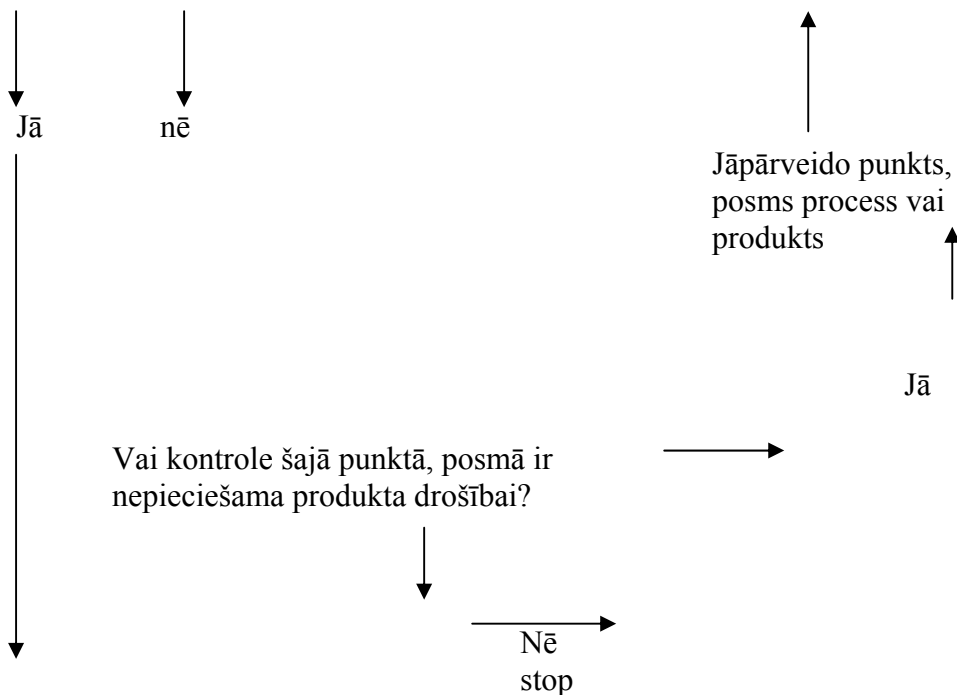 Jā
nē
Jāpārveido punkts,
posms process vai
produkts
Jā
Vai kontrole šajā punktā, posmā ir
nepieciešama produkta drošībai?
Nē
stop